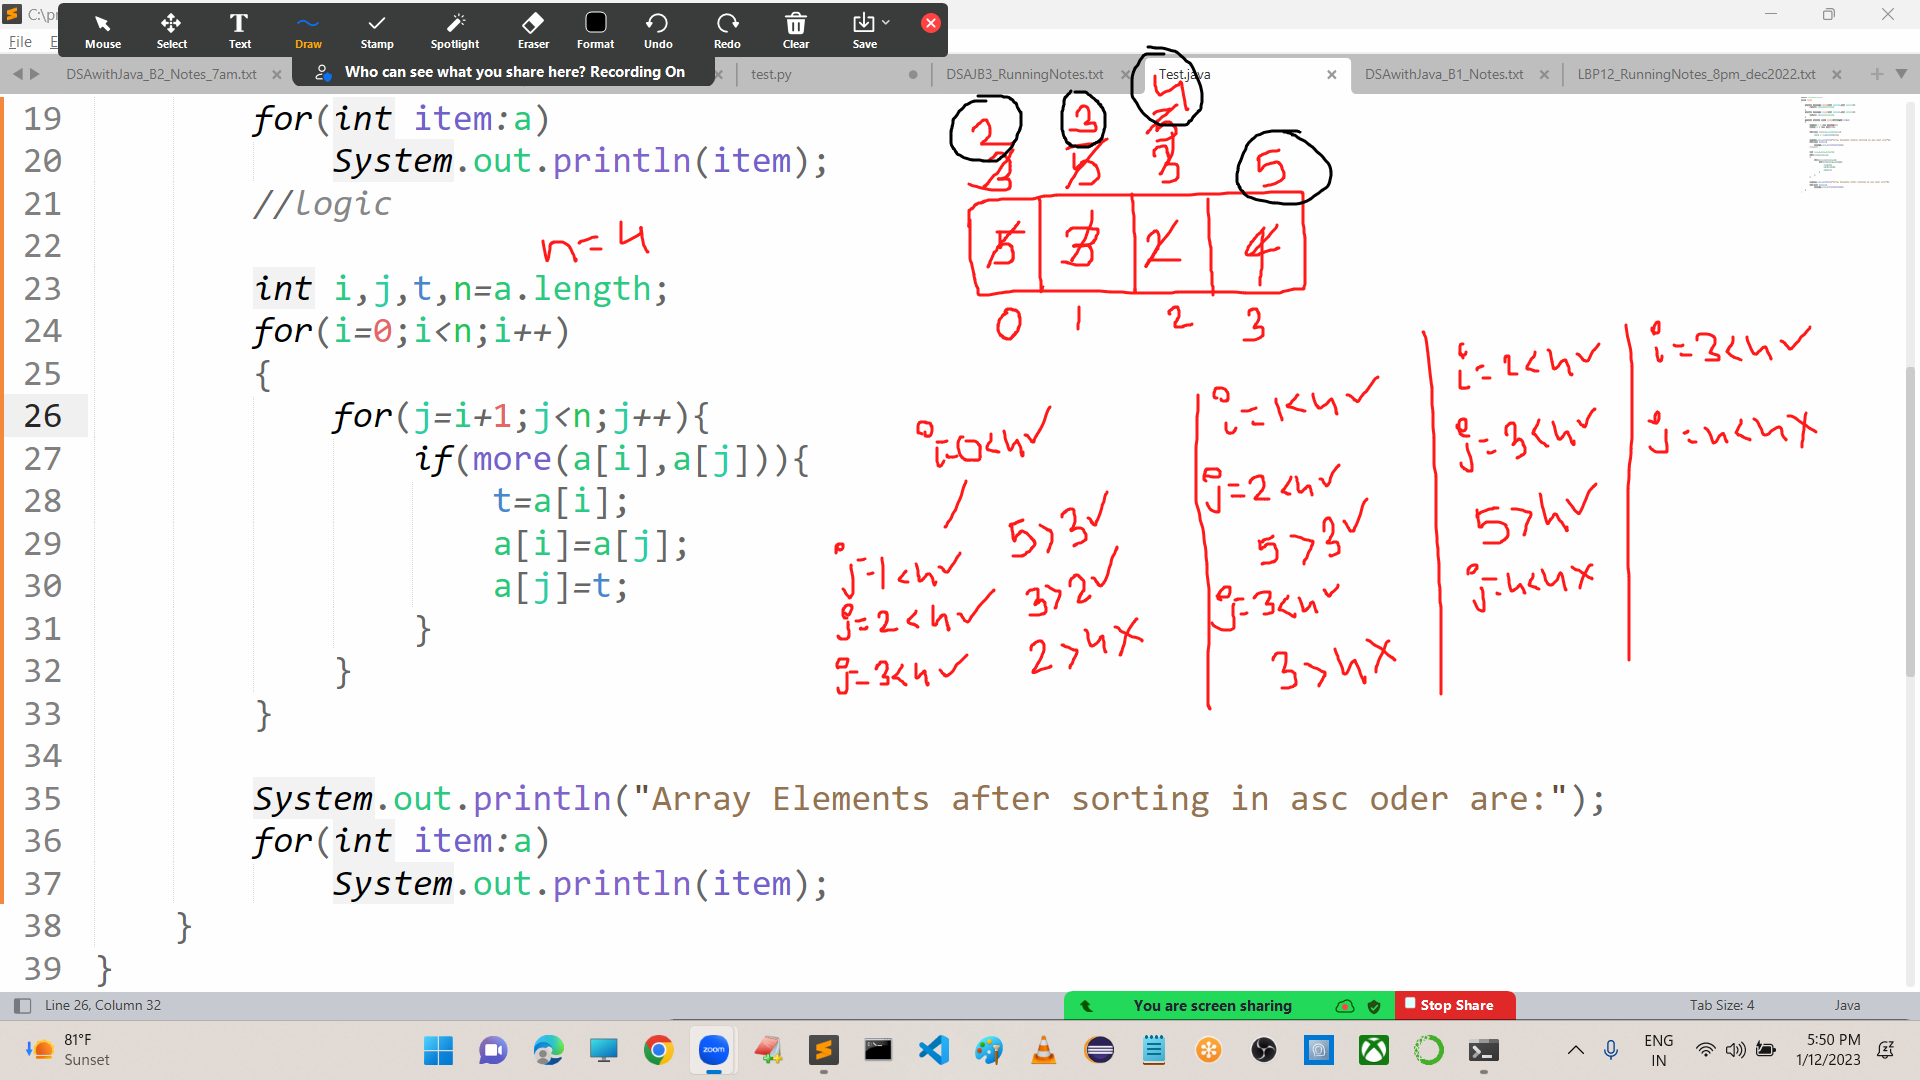 C:\pr
Mouse Select Text Draw Stamp Spotlight Eraser Format Undo Redo Clear Save
File E
Who can see what you share here? Recording On
DSAwithJava_B2_Notes_7am.txt test.py DSAJB3_RunningNotes.txt Test.java DSAwithJava_B1_Notes.txt LBP12_RunningNotes_8pm_dec2022.txt
19 for(int item:a)
20 System.out.println(item);
21 //logic
22
23 int i,j,t,n=a.length;
24 for(i=0;i<n;i++)
25 {
26 for(j=i+1;j<n;j++){
27 if(more(a[i],a[j])){
28 t=a[i];
29 a[i]=a[j];
30 a[j]=t;
31 }
32 }
33 }
34
35 System.out.println("Array Elements after sorting in asc oder are:");
36 for(int item:a)
37 System.out.println(item);
38 }
39 }
n=4
2 3 4 5
3 5 2
3
5 3 2 4
0 1 2 3
i=0<4✓
j=1<4✓ 5>3✓
j=2<4✓ 3>2✓
j=3<4✓ 2>4✗
i=1<4✓
j=2<4✓
5>3✓
j=3<4✓
3>4✗
i=2<4✓
j=3<4✓
5>4✓
j=4<4✗
i=3<4✓
j=4<4✗
Line 26, Column 32
You are screen sharing Stop Share
Tab Size: 4 Java
81°F
Sunset
zoom
ENG
IN
5:50 PM
1/12/2023